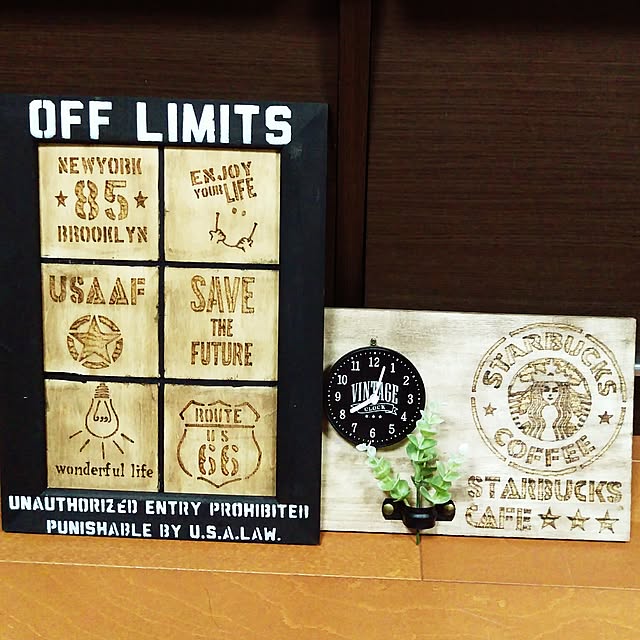 OFF LIMITS
NEWYORK
85
BROOKLYN
ENJOY
YOUR LIFE
USAAF
SAVE
THE
FUTURE
wonderful life
ROUTE
US
66
UNAUTHORIZED ENTRY PROHIBITED
PUNISHABLE BY U.S.A.LAW.
12
1
2
3
4
5
6
7
8
9
10
11
VINTAGE
CLOCK
STARBUCKS
COFFEE
STARBUCKS
CAFE